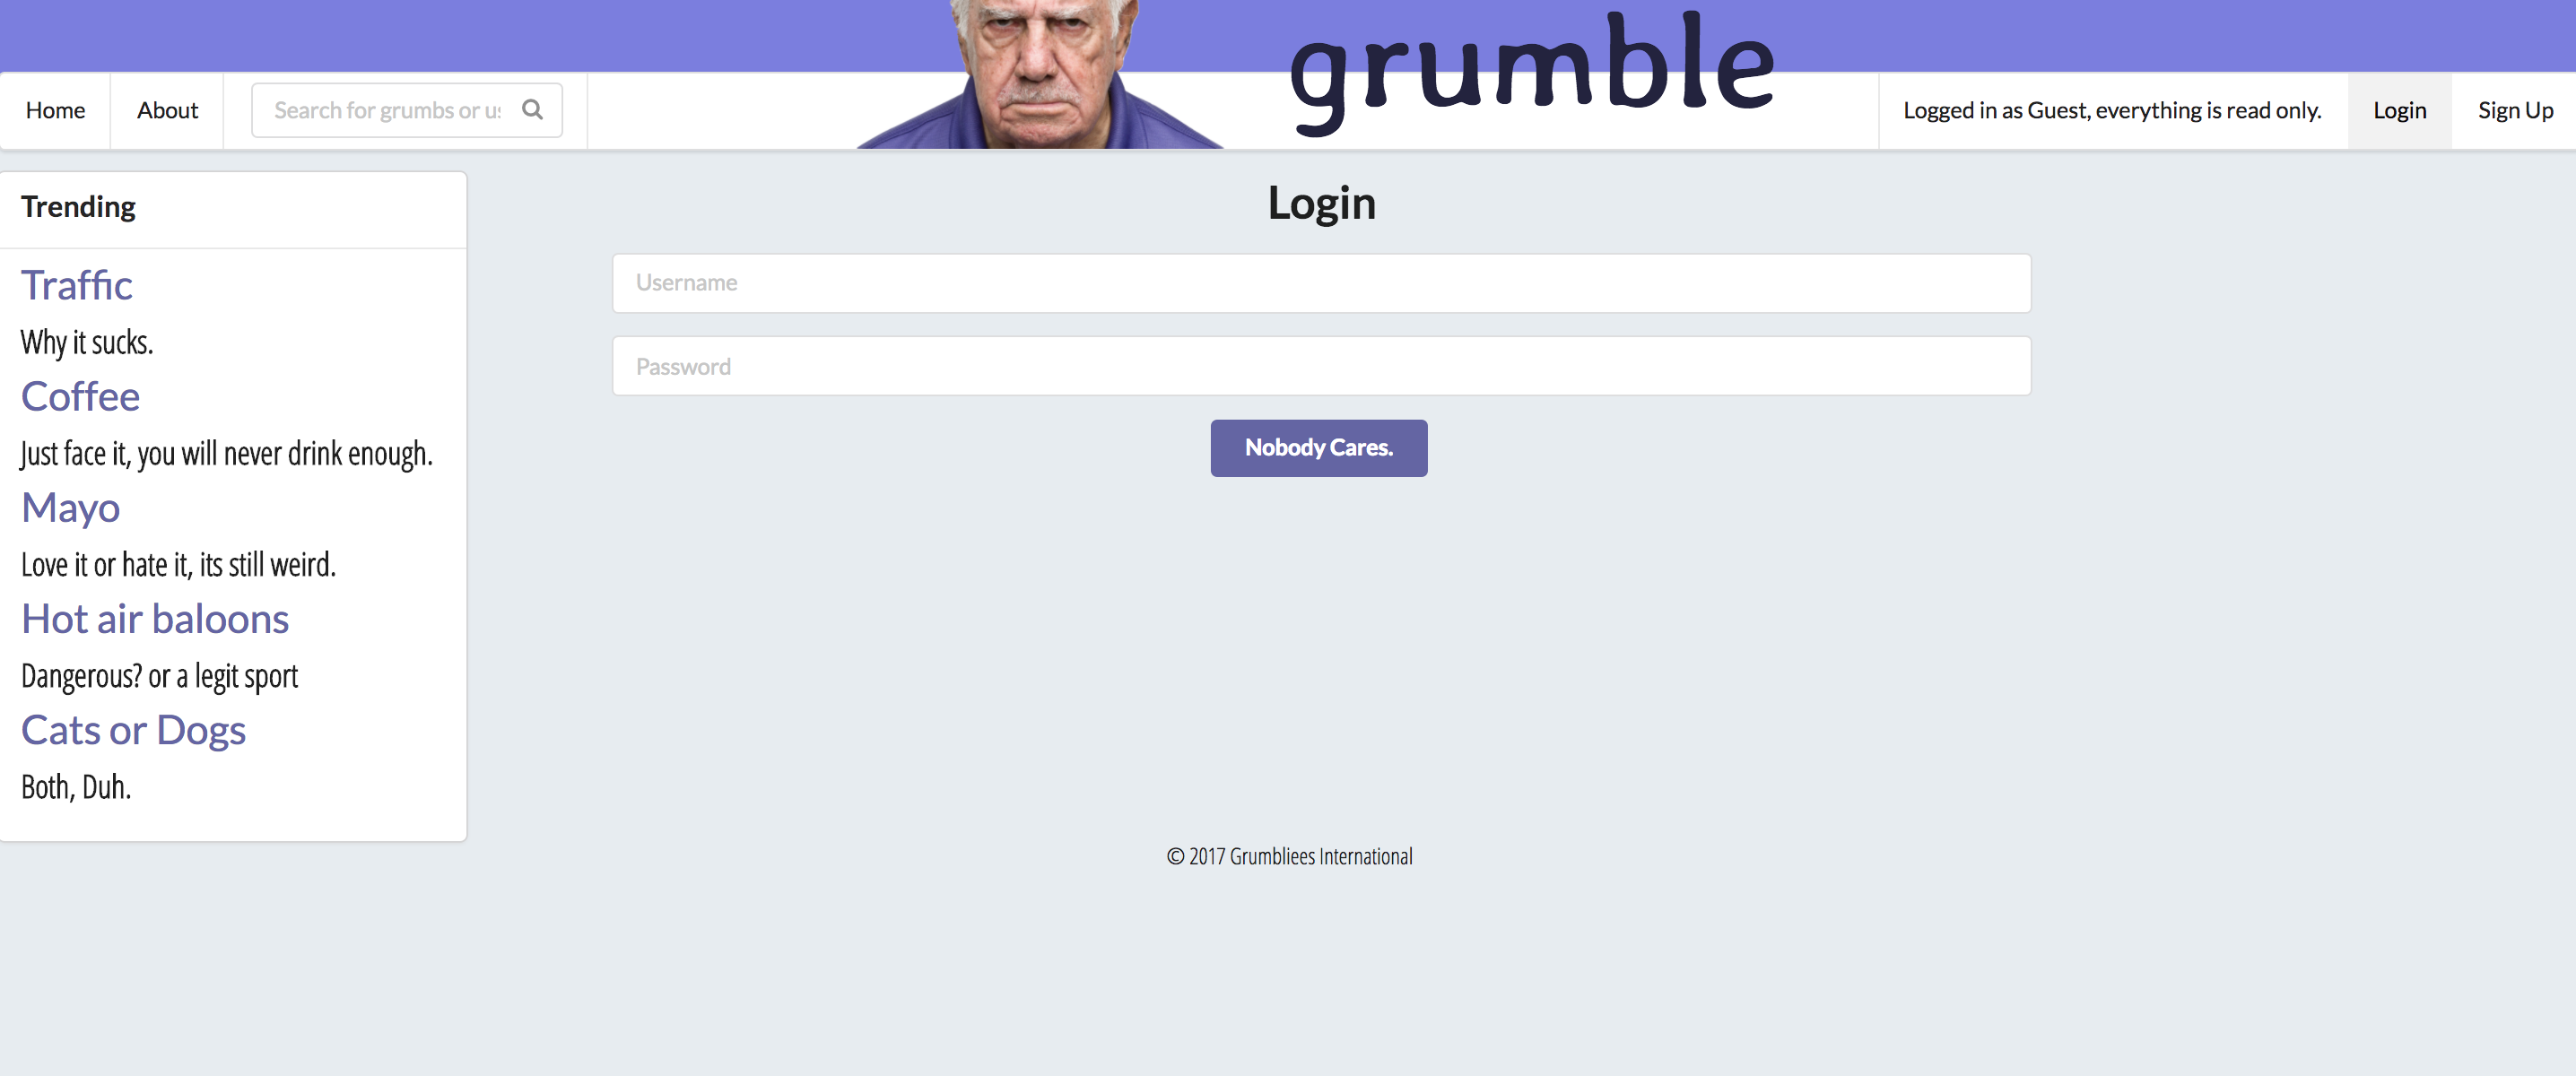 grumble
Home
About
Search for grumbs or us
Logged in as Guest, everything is read only.
Login
Sign Up
Trending
Traffic
Why it sucks.
Coffee
Just face it, you will never drink enough.
Mayo
Love it or hate it, its still weird.
Hot air baloons
Dangerous? or a legit sport
Cats or Dogs
Both, Duh.
Login
Username
Password
Nobody Cares.
© 2017 Grumbliees International